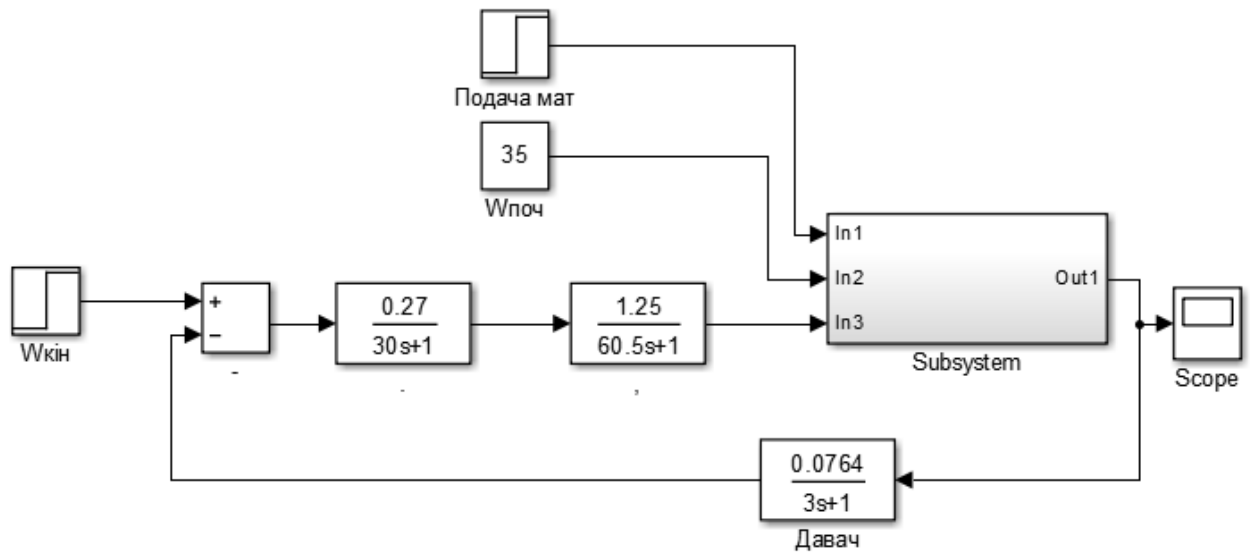 Подача мат
35
Wпоч
In1
In2
In3
Out1
Subsystem
Scope
+
−
Wкін
-
0.27
30s+1
.
1.25
60.5s+1
,
0.0764
3s+1
Давач